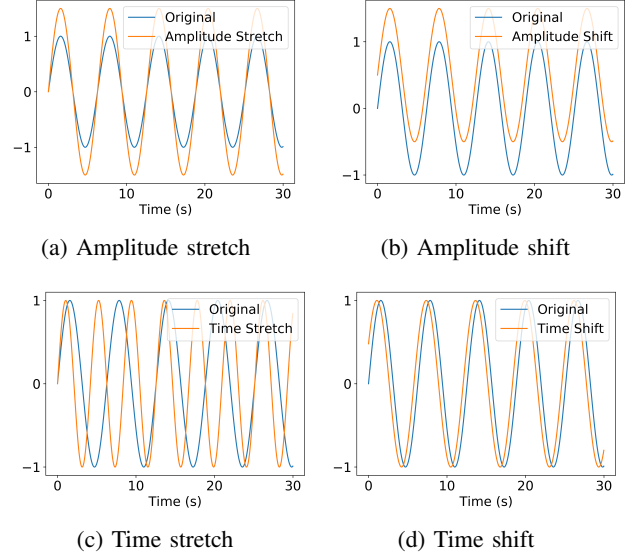 Original
Amplitude Stretch
1
0
−1
0
10
20
30
Time (s)
(a) Amplitude stretch
Original
Amplitude Shift
1
0
−1
0
10
20
30
Time (s)
(b) Amplitude shift
Original
Time Stretch
1
0
−1
0
10
20
30
Time (s)
(c) Time stretch
Original
Time Shift
1
0
−1
0
10
20
30
Time (s)
(d) Time shift